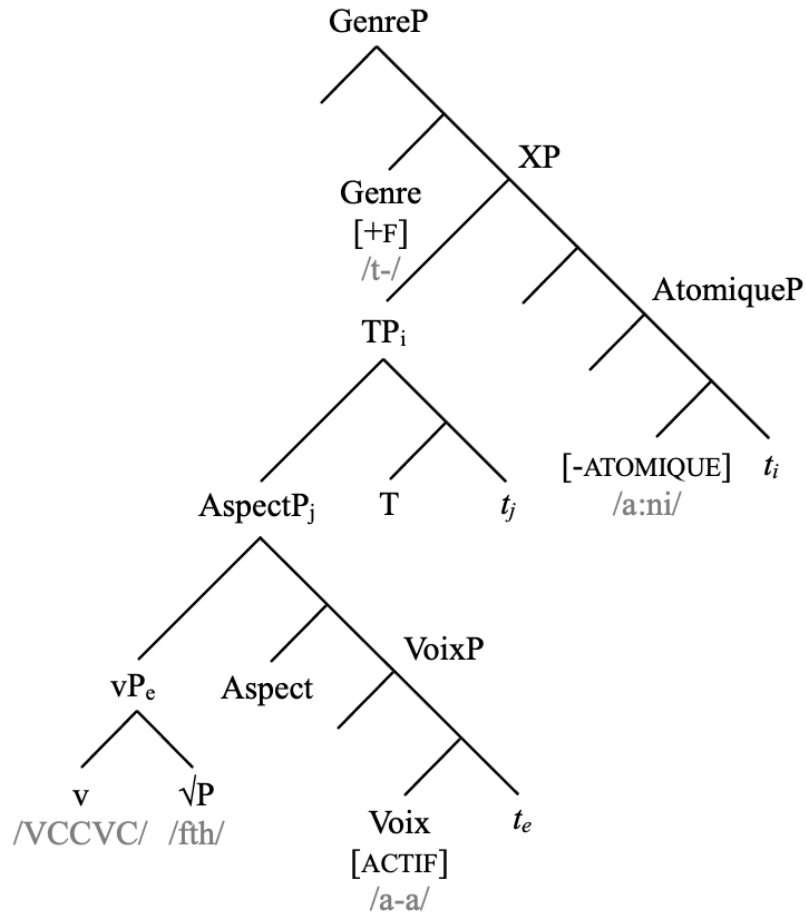 GenreP
XP
Genre
[+F]
/t-/
AtomiqueP
TPi
[-ATOMIQUE] ti
/a:ni/
AspectPj T tj
VoixP
vPe Aspect
v √P
/VCCVC/ /fth/
Voix te
[ACTIF]
/a-a/